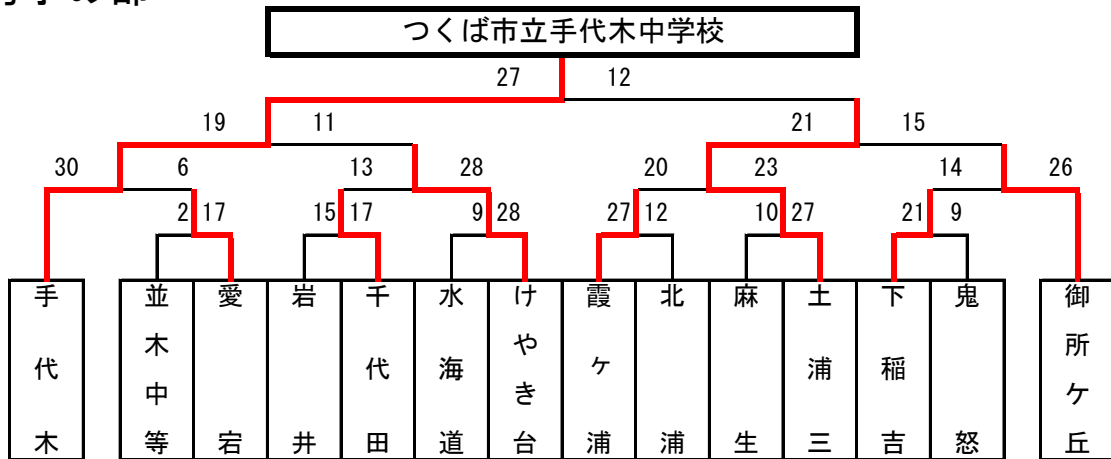 つくば市立手代木中学校
27 12
19 11 21 15
30 6 13 28 20 23 14 26
2 17 15 17 9 28 27 12 10 27 21 9
手代木
並木中等
愛宕
岩井
千代田
水海道
けやき台
霞ヶ浦
北浦
麻生
土浦三
下稲吉
鬼怒
御所ケ丘